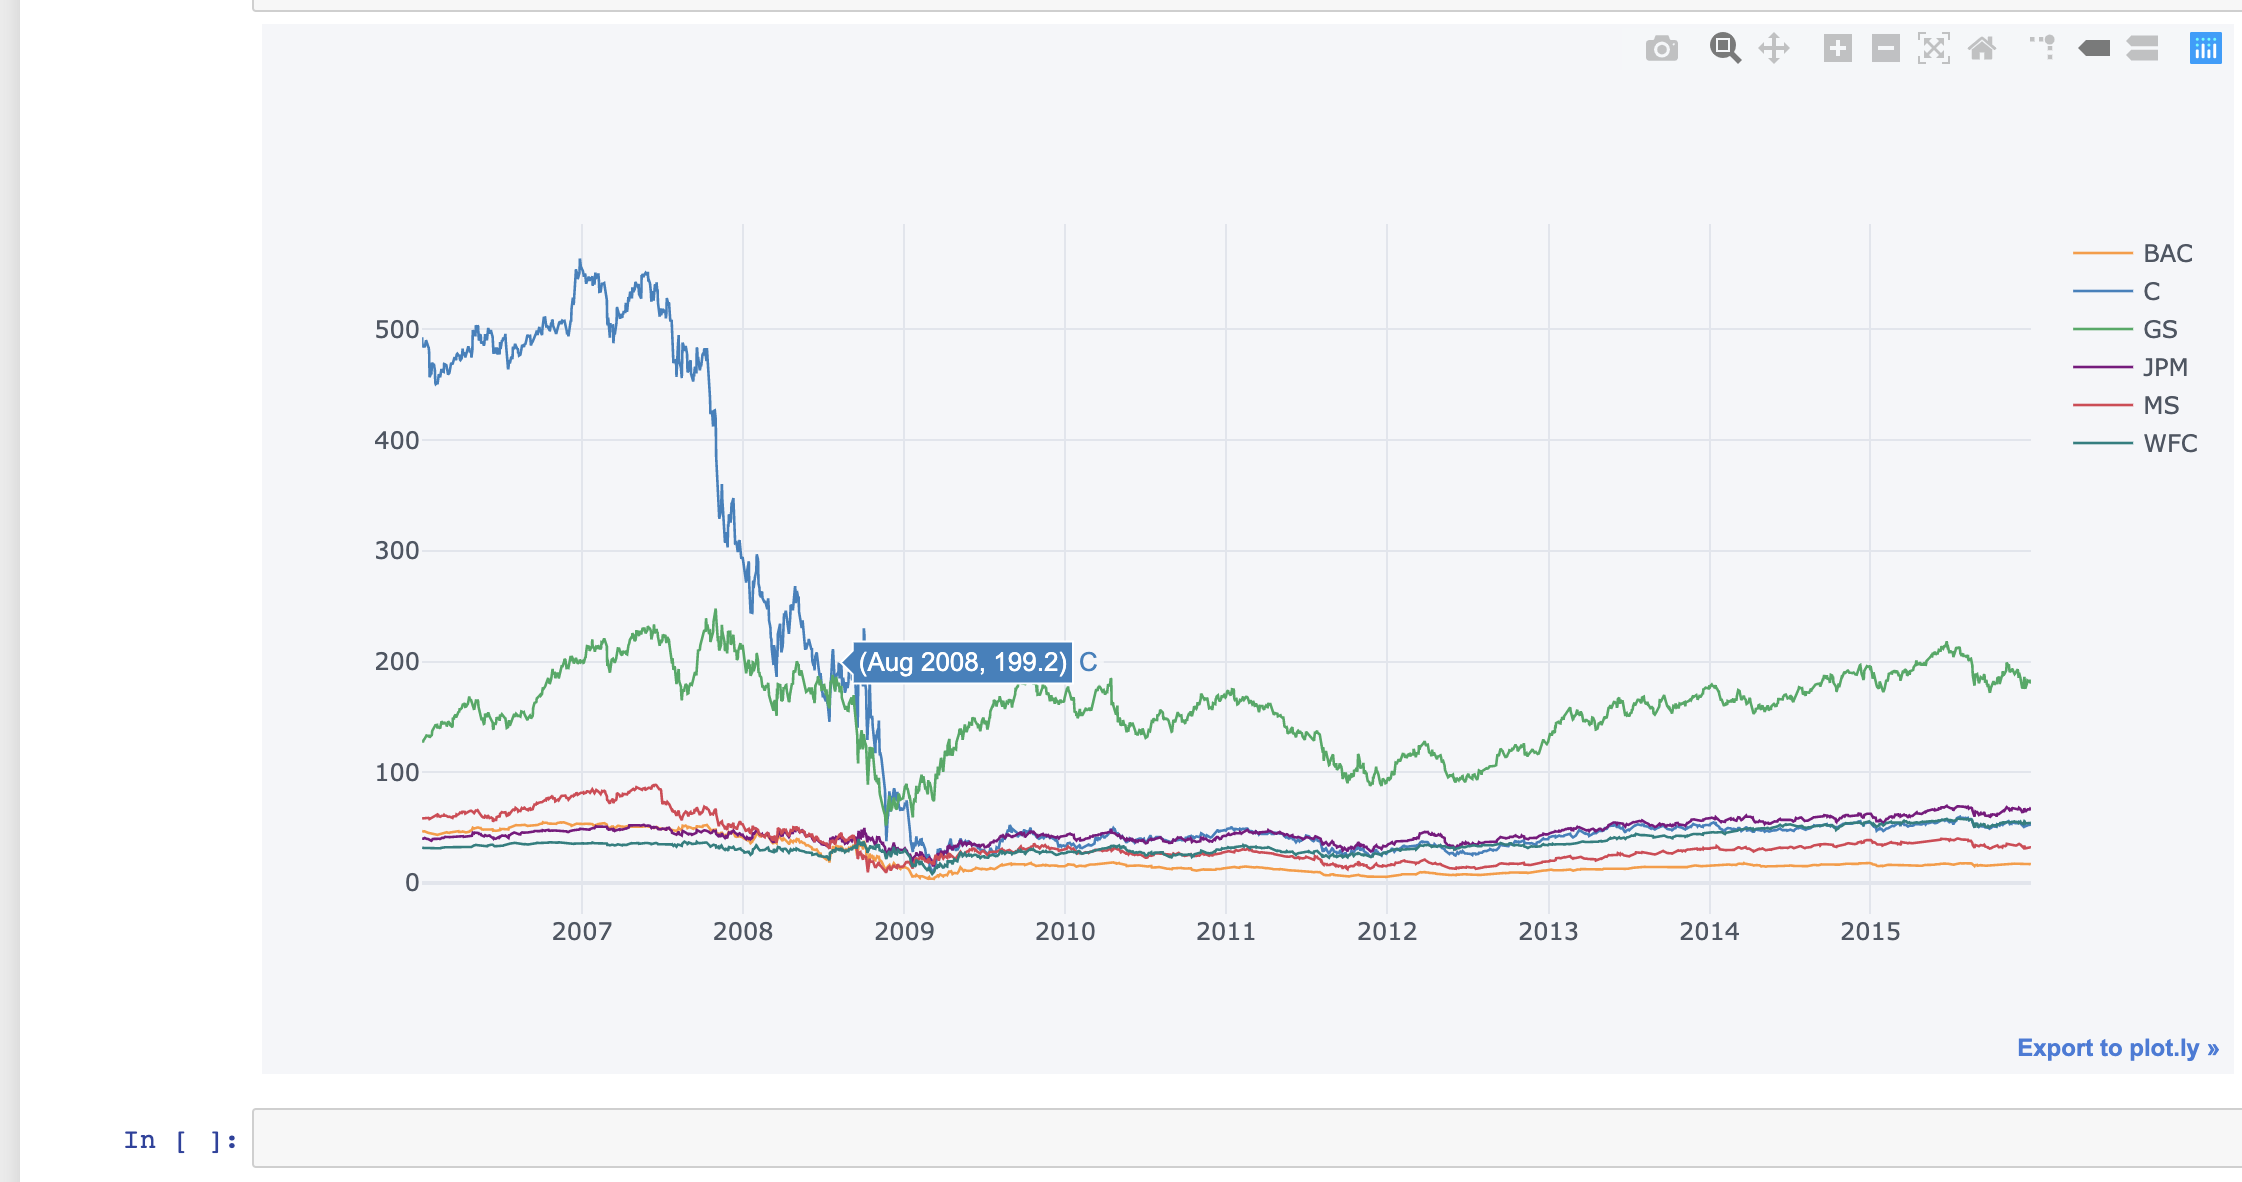 BAC
C
GS
JPM
MS
WFC
500
400
300
200
100
0
(Aug 2008, 199.2) C
2007 2008 2009 2010 2011 2012 2013 2014 2015
Export to plot.ly »
In [ ]: